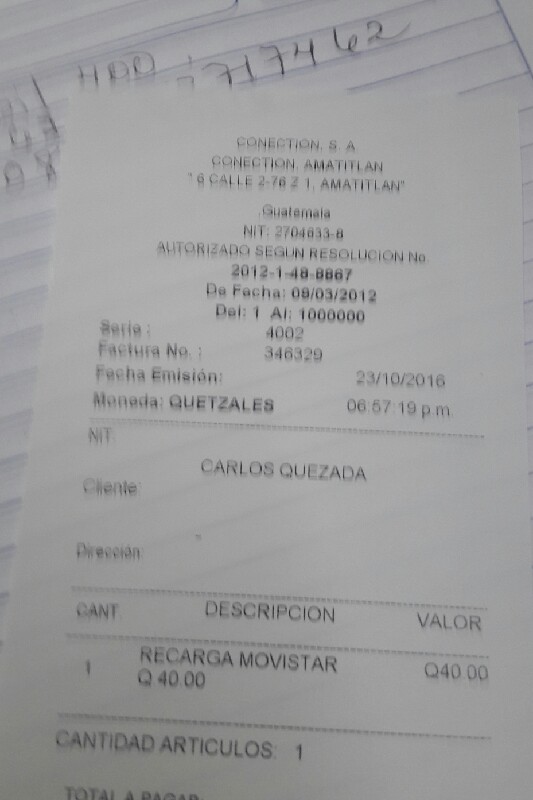 HDD : 717462
CONECTION, S. A
CONECTION, AMATITLAN
" 6 CALLE 2-76 Z 1, AMATITLAN"
Guatemala
NIT: 2704633-8
AUTORIZADO SEGUN RESOLUCION No.
2012-1-48-8867
De Fecha: 09/03/2012
Del: 1 Al: 1000000
Serie : 4002
Factura No. : 346329
Fecha Emisión: 23/10/2016
Moneda: QUETZALES 06:57:19 p.m.
NIT:
CARLOS QUEZADA
Cliente:
Dirección:
CANT. DESCRIPCION VALOR
1 RECARGA MOVISTAR Q40.00
Q 40.00
CANTIDAD ARTICULOS: 1
TOTAL A PAGAR: